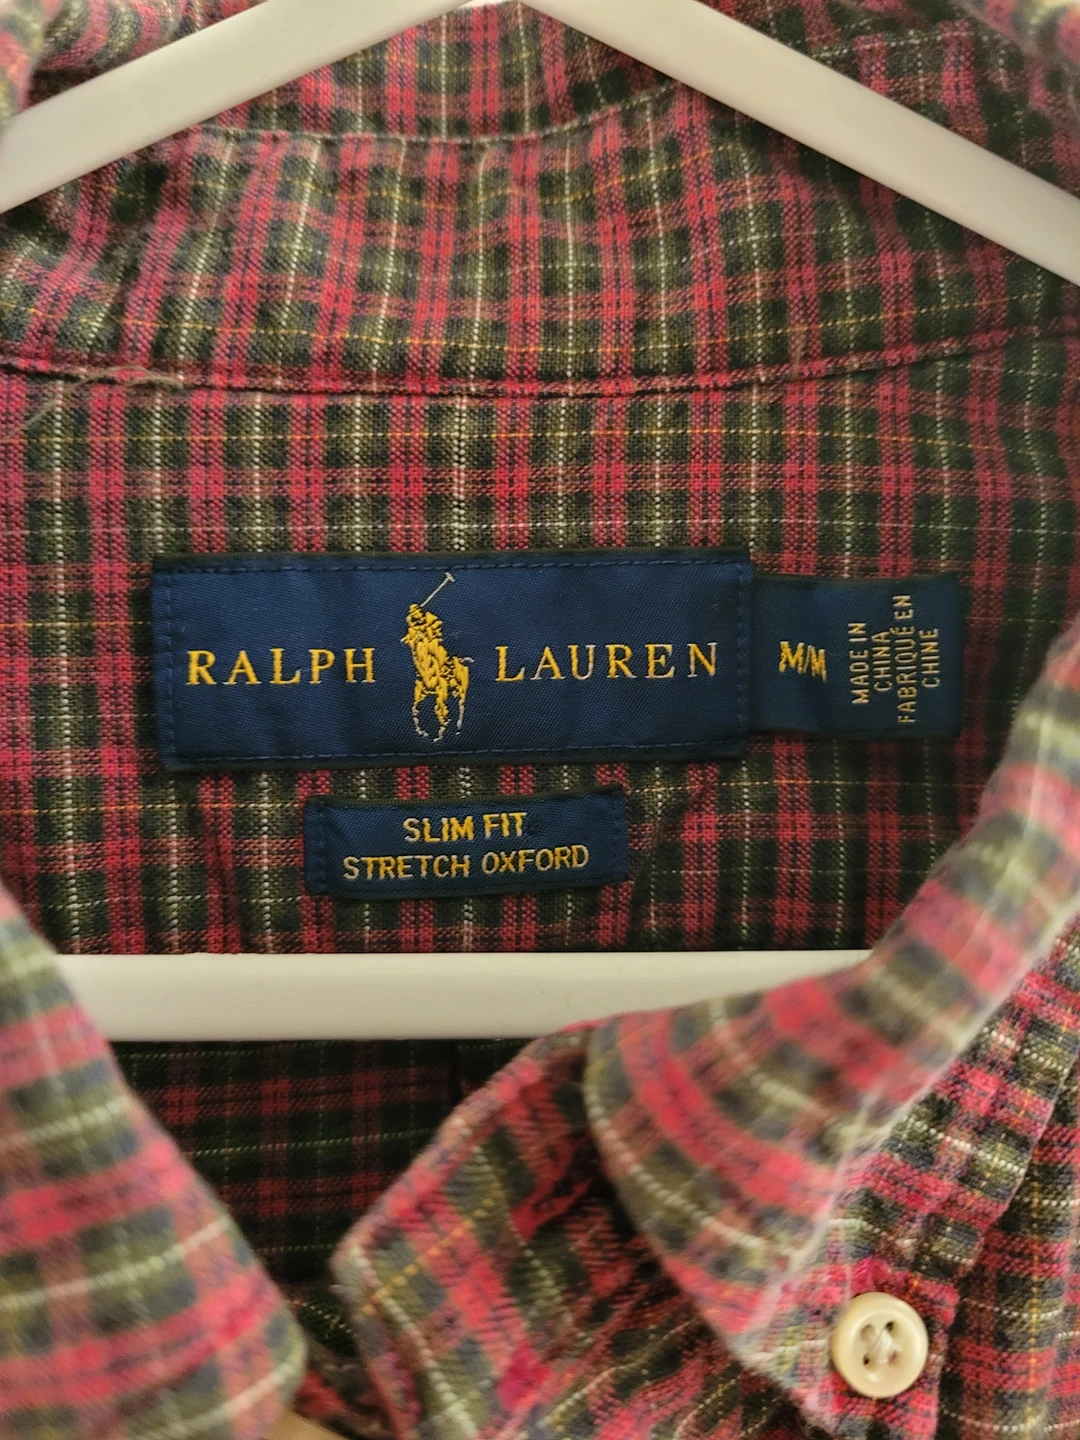 RALPH LAUREN
M/M
MADE IN
CHINA
FABRIQUÉ EN
CHINE
SLIM FIT
STRETCH OXFORD